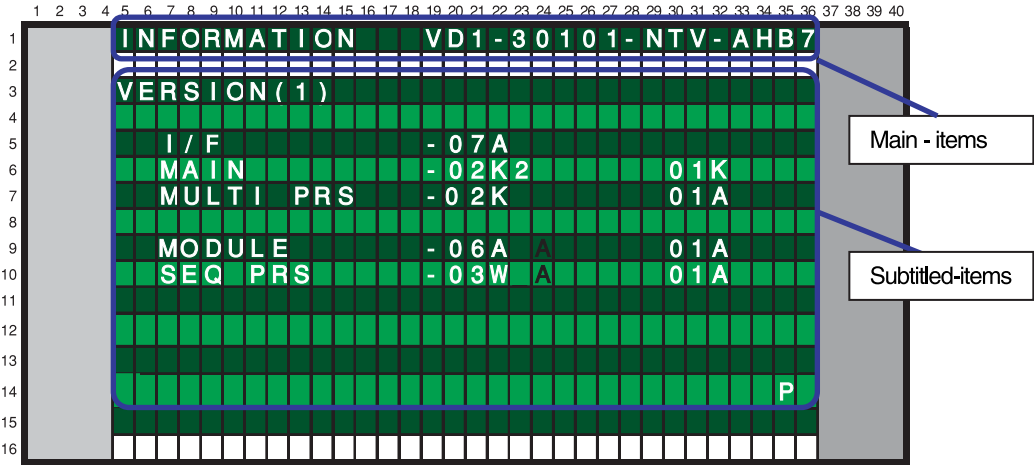 1 2 3 4 5 6 7 8 9 10 11 12 13 14 15 16 17 18 19 20 21 22 23 24 25 26 27 28 29 30 31 32 33 34 35 36 37 38 39 40
1 INFORMATION VD1-30101-NTV-AHB7
2
3 VERSION(1)
4
Main - items
5 I/F -07A
6 MAIN -02K2 01K
7 MULTI PRS -02K 01A
8
9 MODULE -06A A 01A
10 SEQ PRS -03W A 01A
Subtitled-items
11
12
13
14 P
15
16